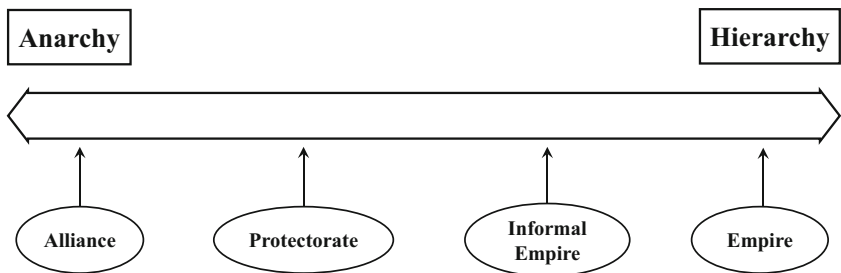 Anarchy
Hierarchy
Alliance
Protectorate
Informal
Empire
Empire